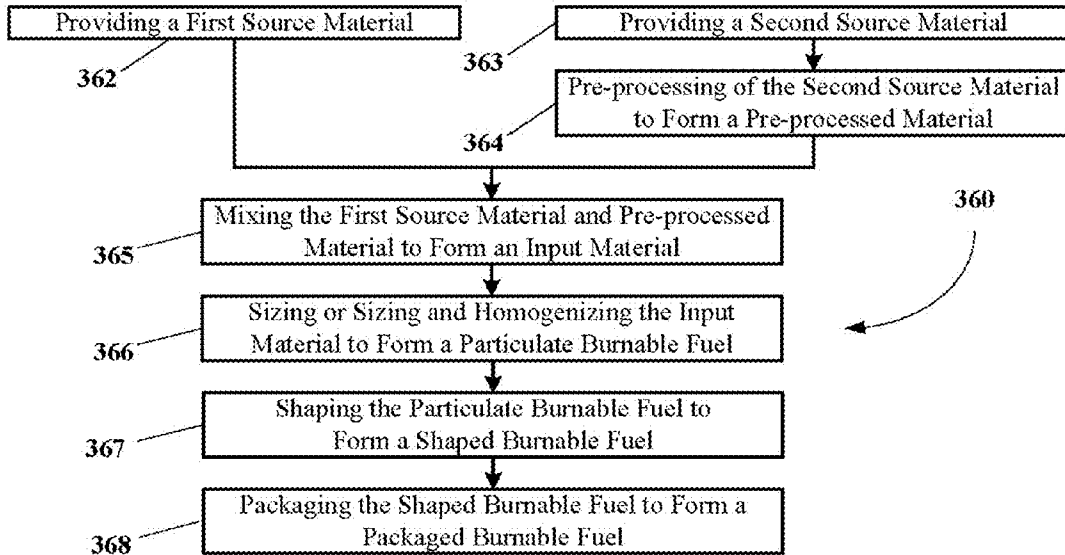 Providing a First Source Material
362
Providing a Second Source Material
363
Pre-processing of the Second Source Material
to Form a Pre-processed Material
364
Mixing the First Source Material and Pre-processed
Material to Form an Input Material
365
360
Sizing or Sizing and Homogenizing the Input
Material to Form a Particulate Burnable Fuel
366
Shaping the Particulate Burnable Fuel to
Form a Shaped Burnable Fuel
367
Packaging the Shaped Burnable Fuel to Form a
Packaged Burnable Fuel
368